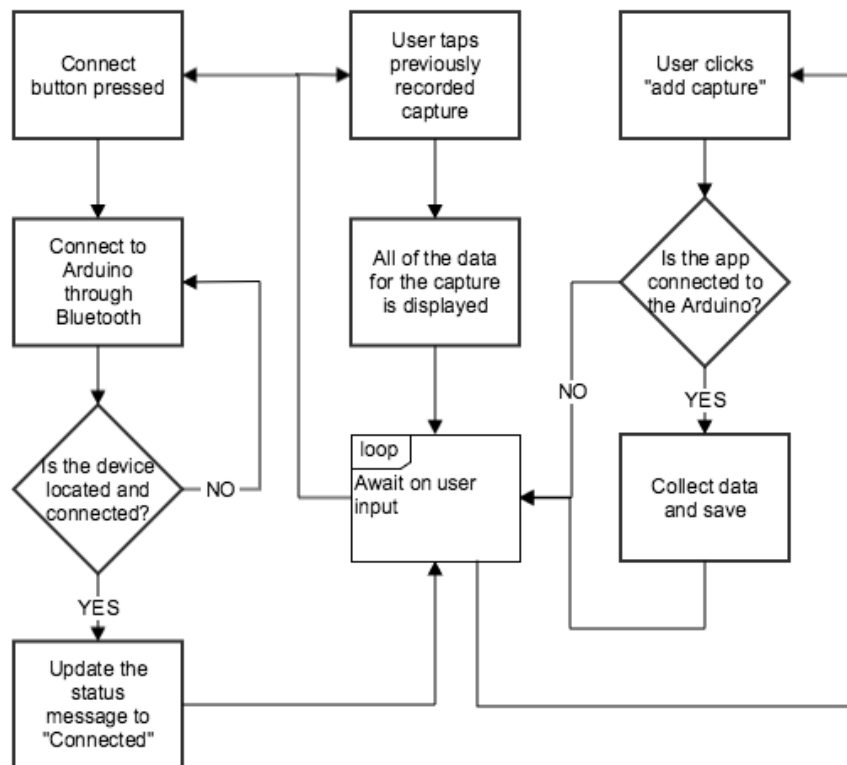 Connect
button pressed
User taps
previously
recorded
capture
User clicks
"add capture"
Connect to
Arduino
through
Bluetooth
All of the data
for the capture
is displayed
Is the app
connected to
the Arduino?
NO
YES
loop
Await on user
input
Is the device
located and
connected?
NO
Collect data
and save
YES
Update the
status
message to
"Connected"